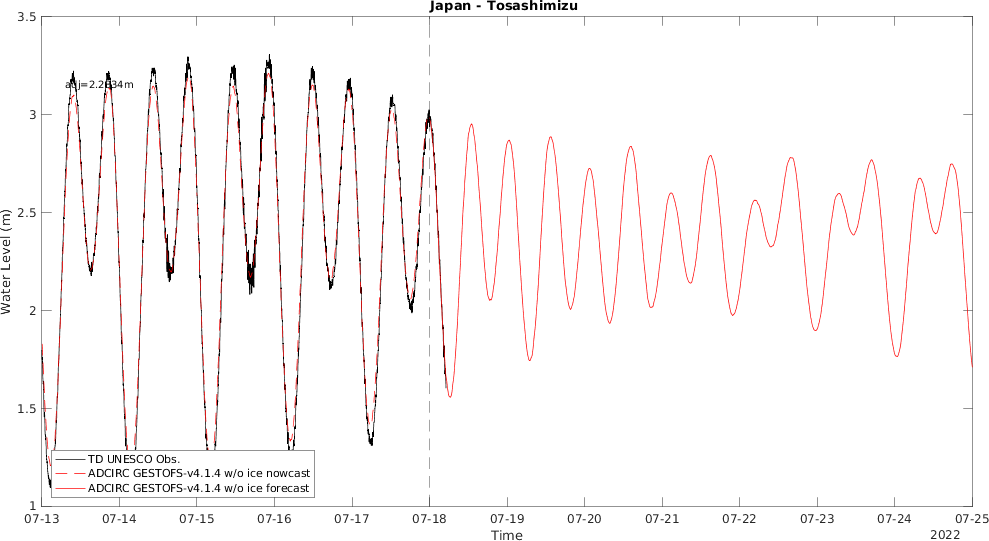 Japan - Tosashimizu
3.5
3
2.5
2
1.5
1
Water Level (m)
TD UNESCO Obs.
ADCIRC GESTOFS-v4.1.4 w/o ice nowcast
ADCIRC GESTOFS-v4.1.4 w/o ice forecast
07-13 07-14 07-15 07-16 07-17 07-18 07-19 07-20 07-21 07-22 07-23 07-24 07-25
Time
2022